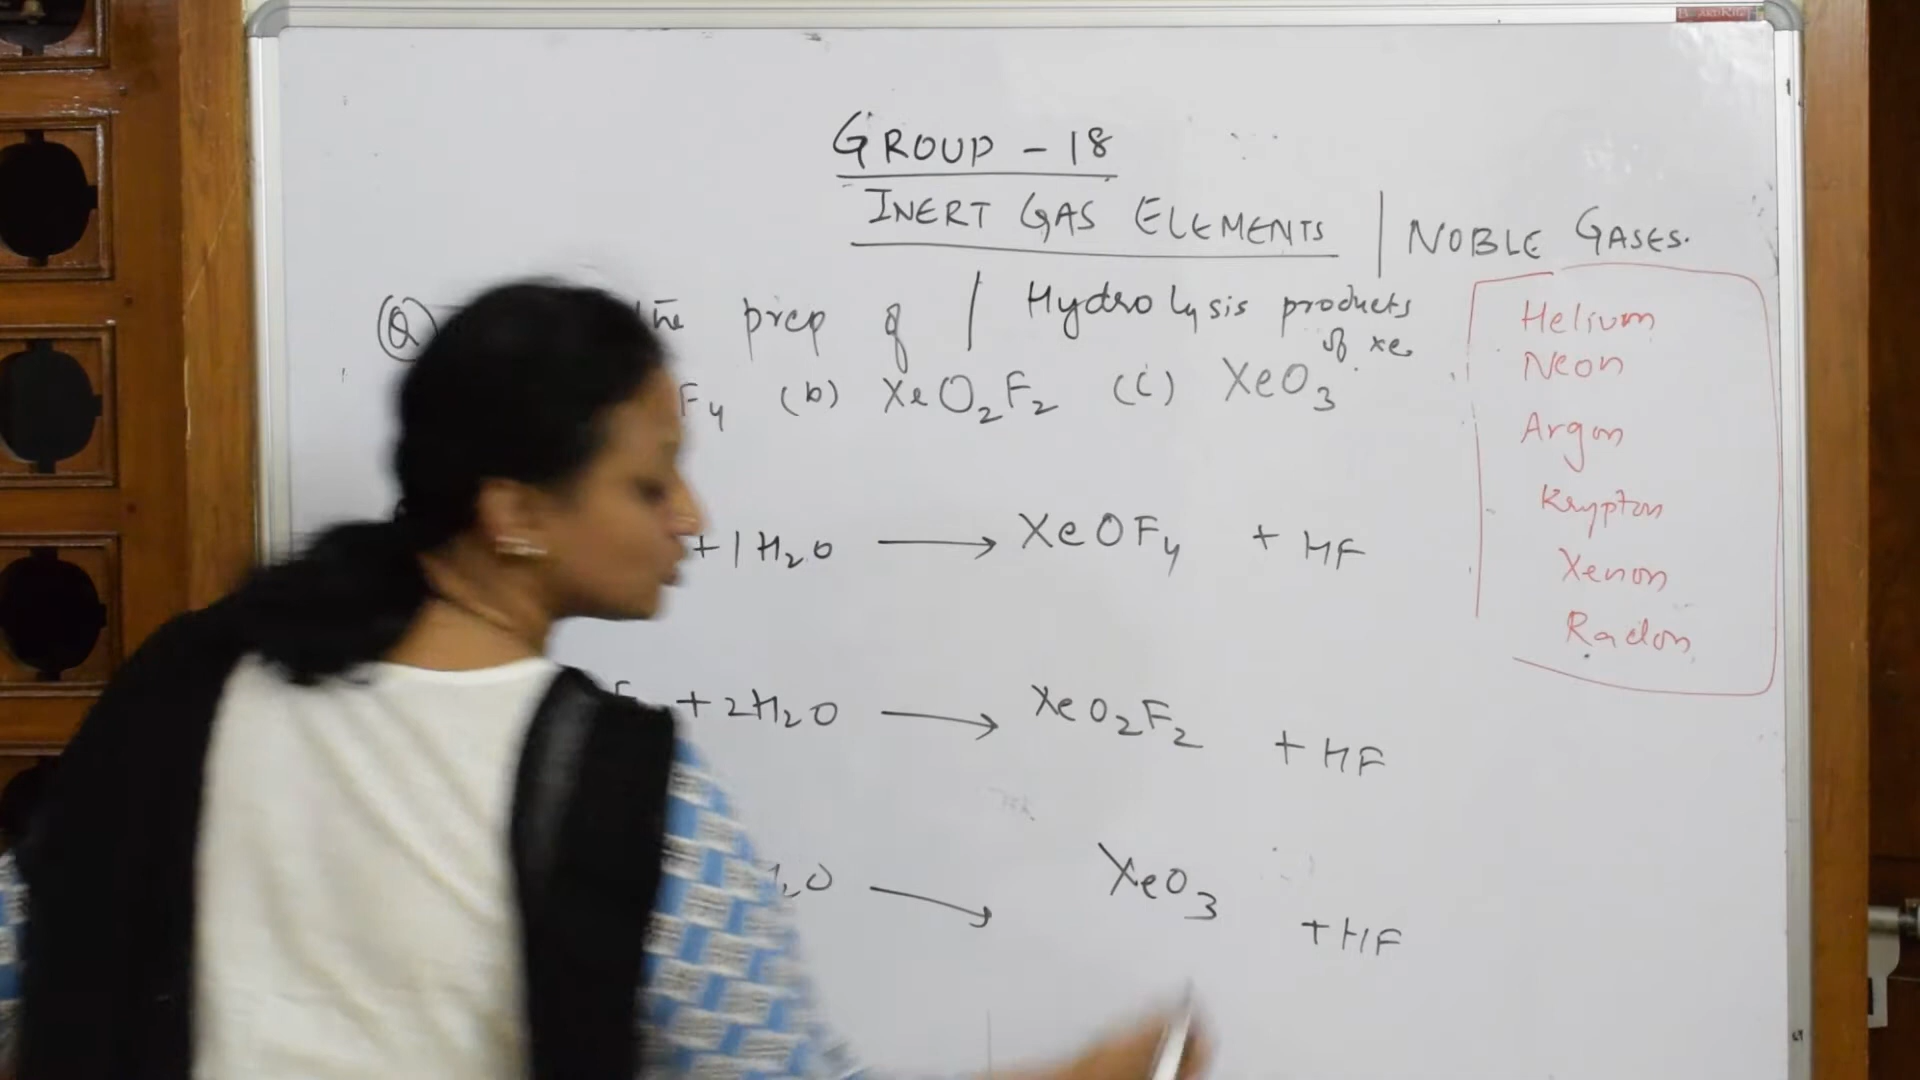 GROUP - 18
INERT GAS ELEMENTS / NOBLE GASES.
Q the prep of / Hydrolysis products of xe.
F4 (b) XeO2F2 (c) XeO3
+ 1 H2O → XeOF4 + HF
+ 2H2O → XeO2F2 + HF
2O → XeO3 + HF
Helium
Neon
Argon
Krypton
Xenon
Radon